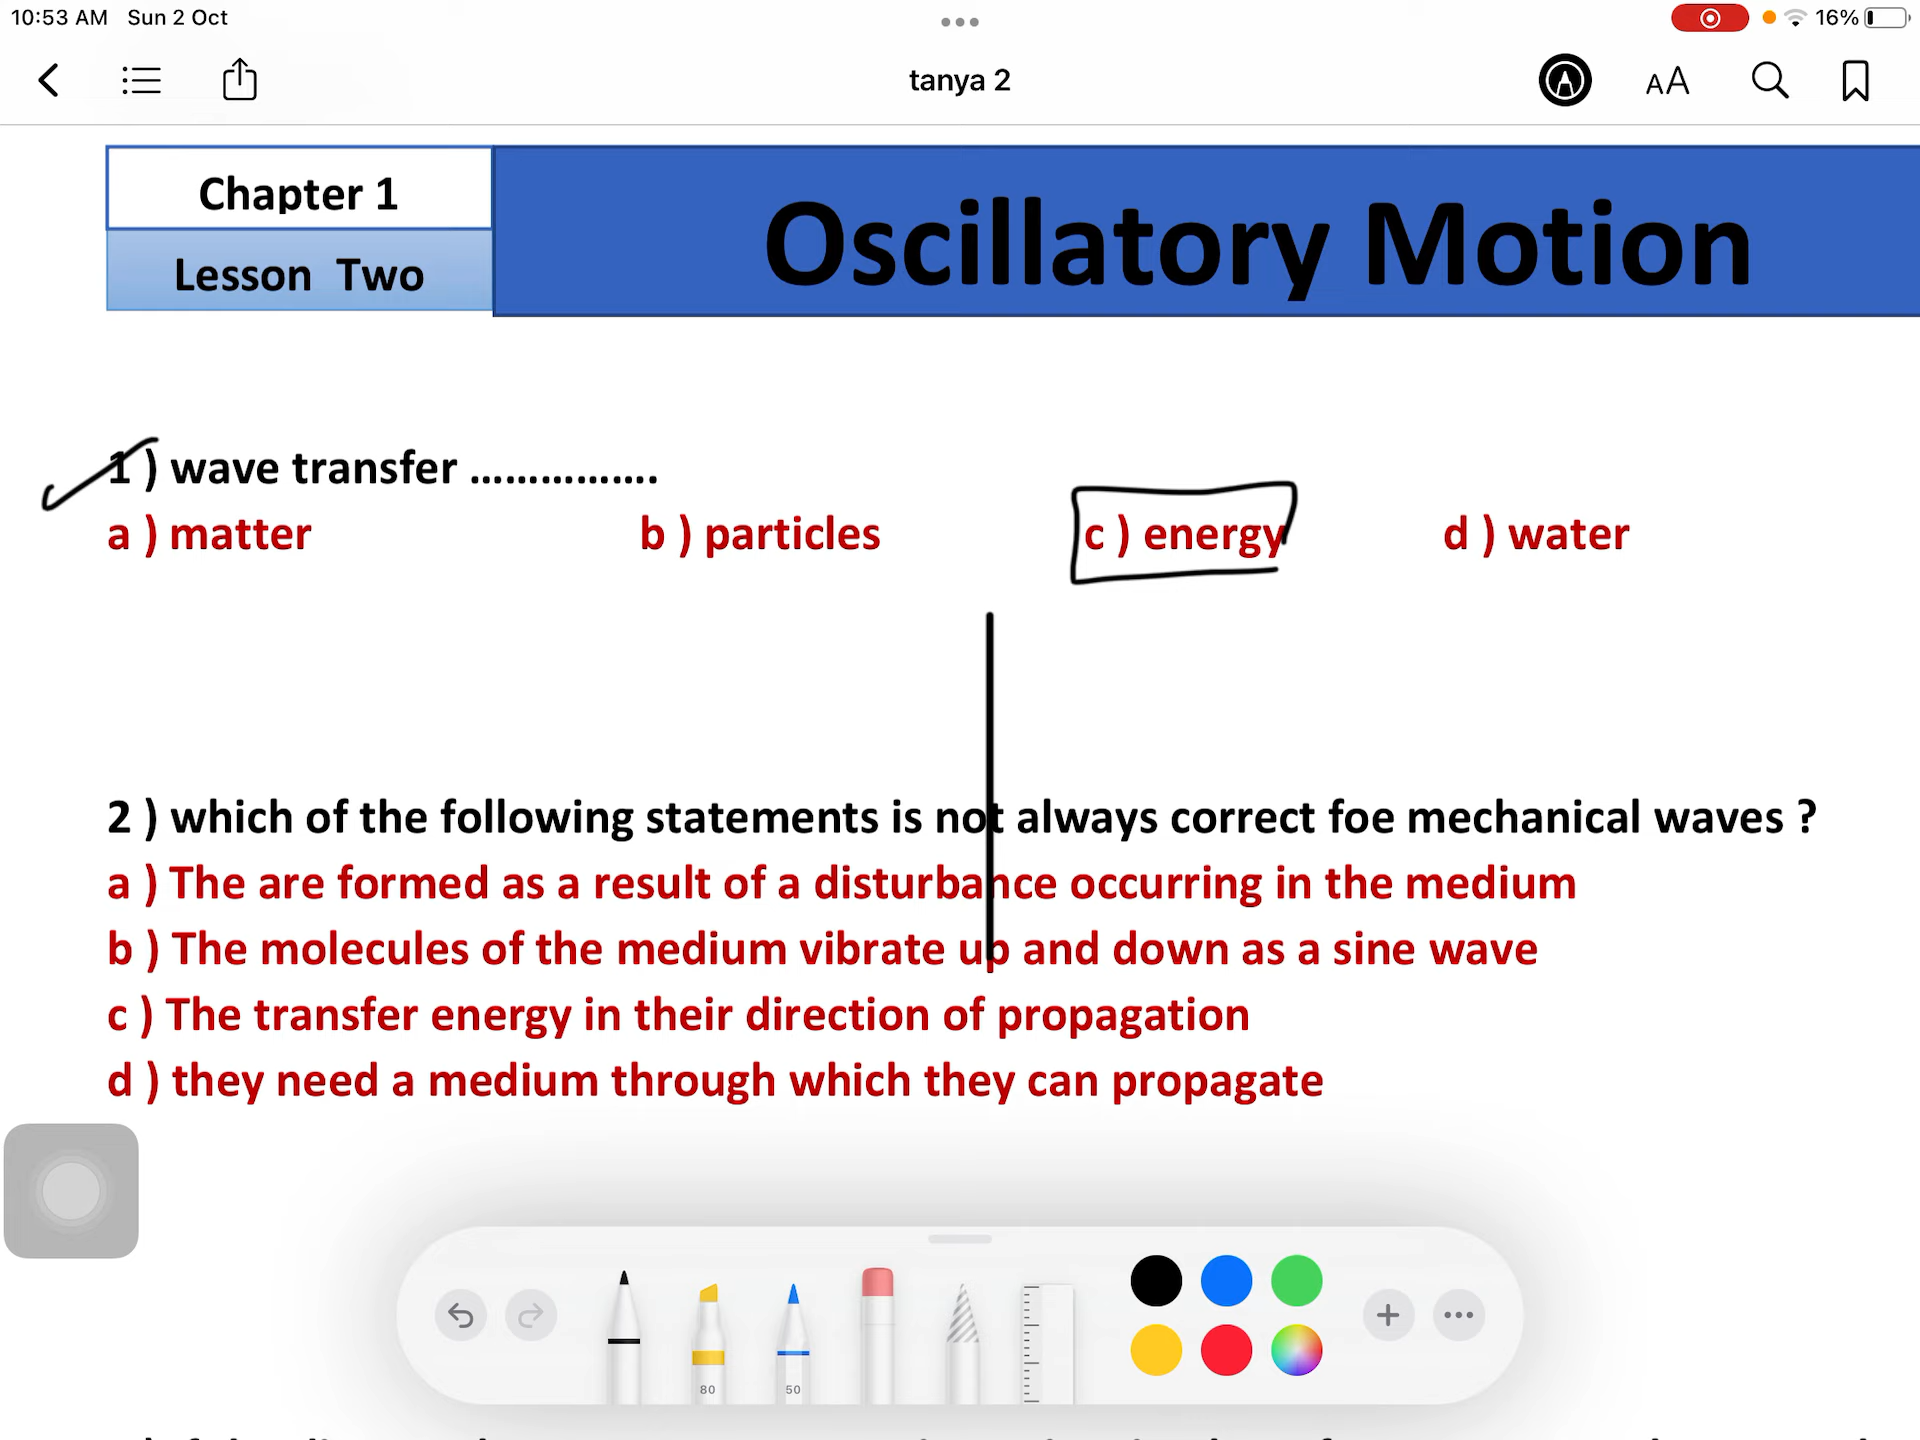 10:53 AM Sun 2 Oct
16%
tanya 2
AA
Chapter 1
Lesson Two
Oscillatory Motion
1 ) wave transfer ................
a ) matter b ) particles c ) energy d ) water
2 ) which of the following statements is not always correct foe mechanical waves ?
a ) The are formed as a result of a disturbance occurring in the medium
b ) The molecules of the medium vibrate up and down as a sine wave
c ) The transfer energy in their direction of propagation
d ) they need a medium through which they can propagate
80 50